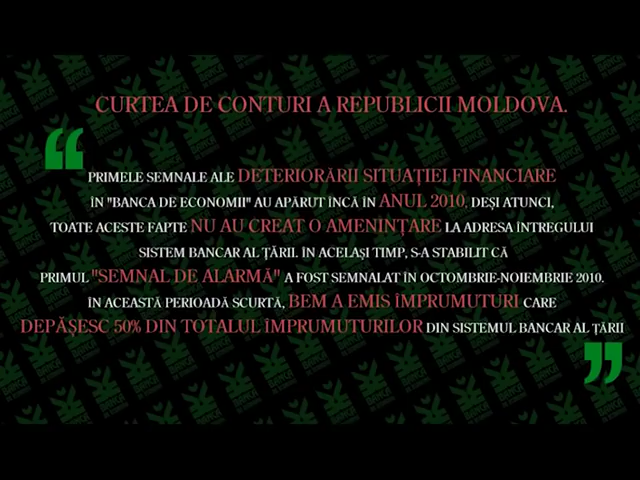 CURTEA DE CONTURI A REPUBLICII MOLDOVA.
“
PRIMELE SEMNALE ALE DETERIORĂRII SITUAȚIEI FINANCIARE
ÎN "BANCA DE ECONOMII" AU APĂRUT ÎNCĂ ÎN ANUL 2010, DEȘI ATUNCI,
TOATE ACESTE FAPTE NU AU CREAT O AMENINȚARE LA ADRESA ÎNTREGULUI
SISTEM BANCAR AL ȚĂRII. ÎN ACELAȘI TIMP, S-A STABILIT CĂ
PRIMUL "SEMNAL DE ALARMĂ" A FOST SEMNALAT ÎN OCTOMBRIE-NOIEMBRIE 2010.
ÎN ACEASTĂ PERIOADĂ SCURTĂ, BEM A EMIS ÎMPRUMUTURI CARE
DEPĂȘESC 50% DIN TOTALUL ÎMPRUMUTURILOR DIN SISTEMUL BANCAR AL ȚĂRII
”